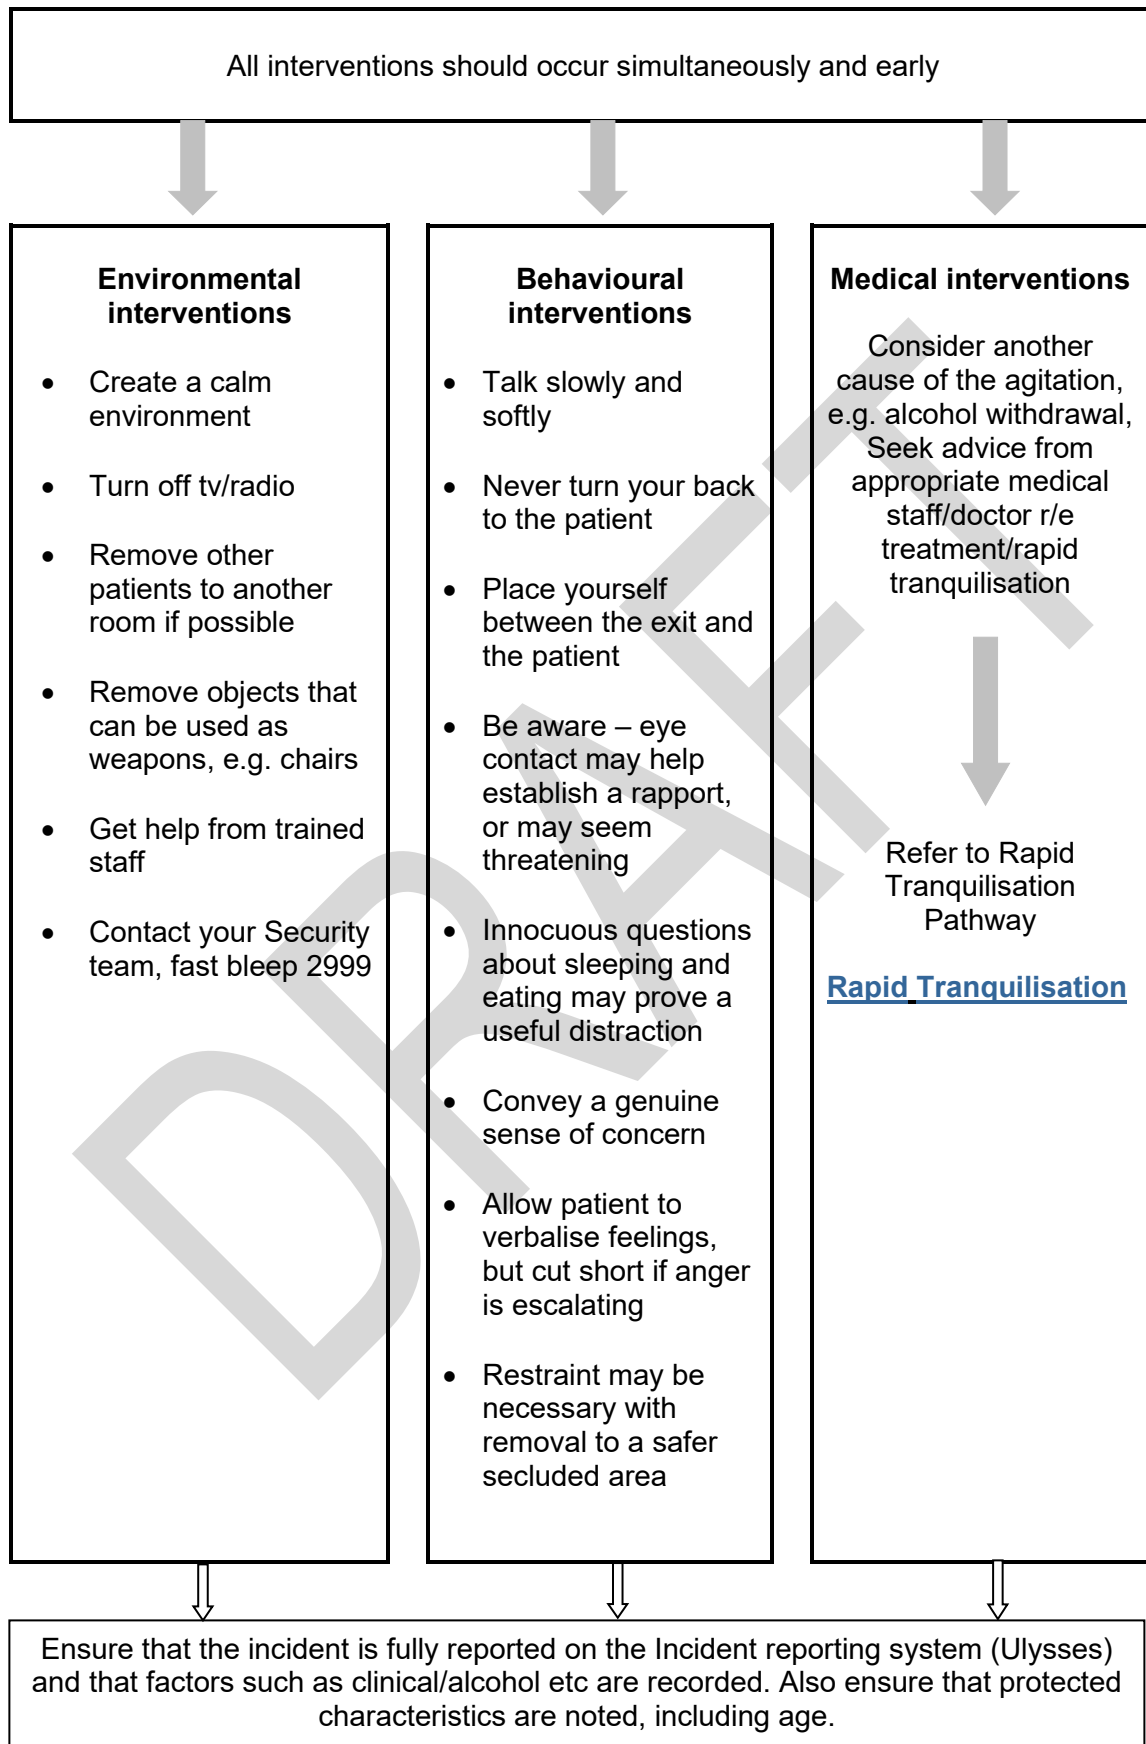 All interventions should occur simultaneously and early
Environmental
interventions
• Create a calm
environment
• Turn off tv/radio
• Remove other
patients to another
room if possible
• Remove objects that
can be used as
weapons, e.g. chairs
• Get help from trained
staff
• Contact your Security
team, fast bleep 2999
Behavioural
interventions
• Talk slowly and
softly
• Never turn your back
to the patient
• Place yourself
between the exit and
the patient
• Be aware – eye
contact may help
establish a rapport,
or may seem
threatening
• Innocuous questions
about sleeping and
eating may prove a
useful distraction
• Convey a genuine
sense of concern
• Allow patient to
verbalise feelings,
but cut short if anger
is escalating
• Restraint may be
necessary with
removal to a safer
secluded area
Medical interventions
Consider another
cause of the agitation,
e.g. alcohol withdrawal,
Seek advice from
appropriate medical
staff/doctor r/e
treatment/rapid
tranquilisation
Refer to Rapid
Tranquilisation
Pathway
Rapid Tranquilisation
Ensure that the incident is fully reported on the Incident reporting system (Ulysses)
and that factors such as clinical/alcohol etc are recorded. Also ensure that protected
characteristics are noted, including age.
DRAFT